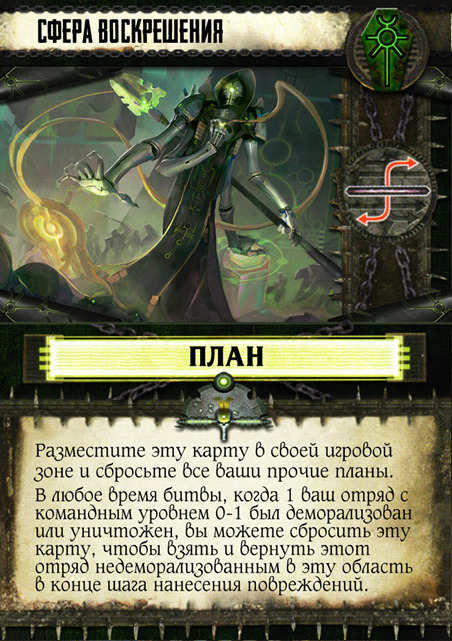 СФЕРА ВОСКРЕШЕНИЯ
ПЛАН
Разместите эту карту в своей игровой
зоне и сбросьте все ваши прочие планы.
В любое время битвы, когда 1 ваш отряд с
командным уровнем 0-1 был деморализован
или уничтожен, вы можете сбросить эту
карту, чтобы взять и вернуть этот
отряд недеморализованным в эту область
в конце шага нанесения повреждений.